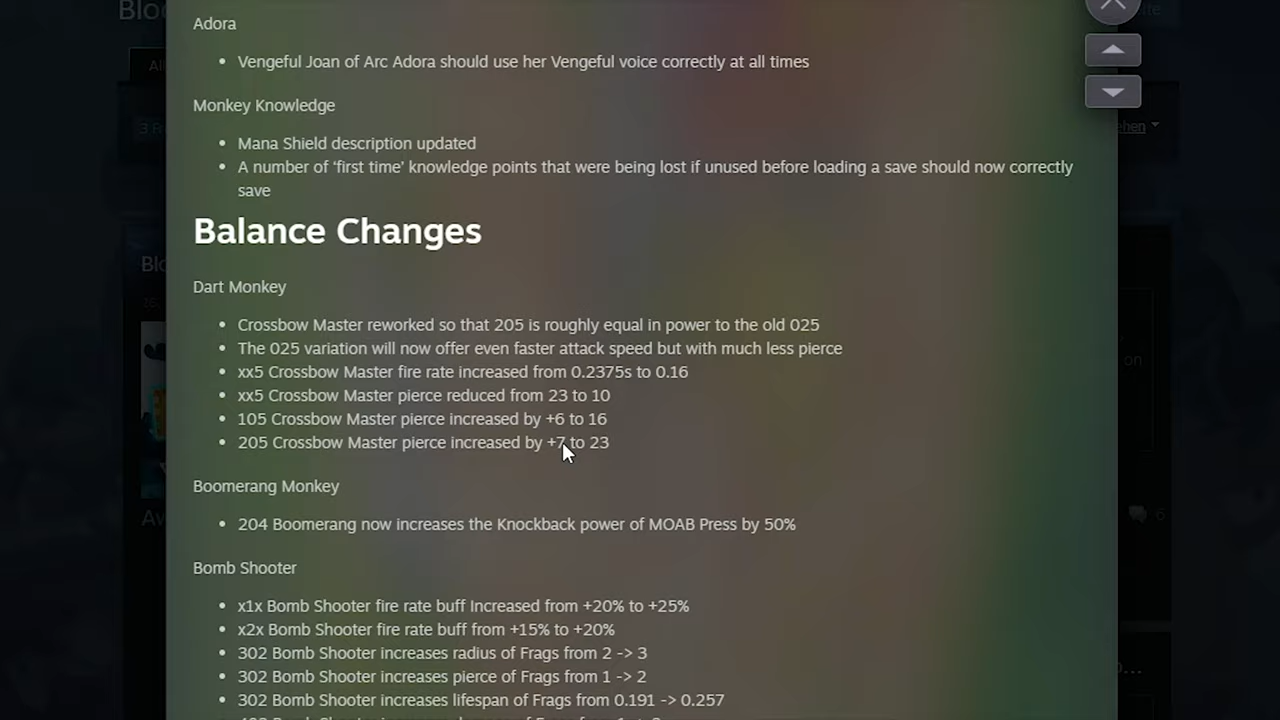 Adora
• Vengeful Joan of Arc Adora should use her Vengeful voice correctly at all times
Monkey Knowledge
• Mana Shield description updated
• A number of ‘first time’ knowledge points that were being lost if unused before loading a save should now correctly
save
Balance Changes
Dart Monkey
• Crossbow Master reworked so that 205 is roughly equal in power to the old 025
• The 025 variation will now offer even faster attack speed but with much less pierce
• xx5 Crossbow Master fire rate increased from 0.2375s to 0.16
• xx5 Crossbow Master pierce reduced from 23 to 10
• 105 Crossbow Master pierce increased by +6 to 16
• 205 Crossbow Master pierce increased by +7 to 23
Boomerang Monkey
• 204 Boomerang now increases the Knockback power of MOAB Press by 50%
Bomb Shooter
• x1x Bomb Shooter fire rate buff Increased from +20% to +25%
• x2x Bomb Shooter fire rate buff from +15% to +20%
• 302 Bomb Shooter increases radius of Frags from 2 -> 3
• 302 Bomb Shooter increases pierce of Frags from 1 -> 2
• 302 Bomb Shooter increases lifespan of Frags from 0.191 -> 0.257